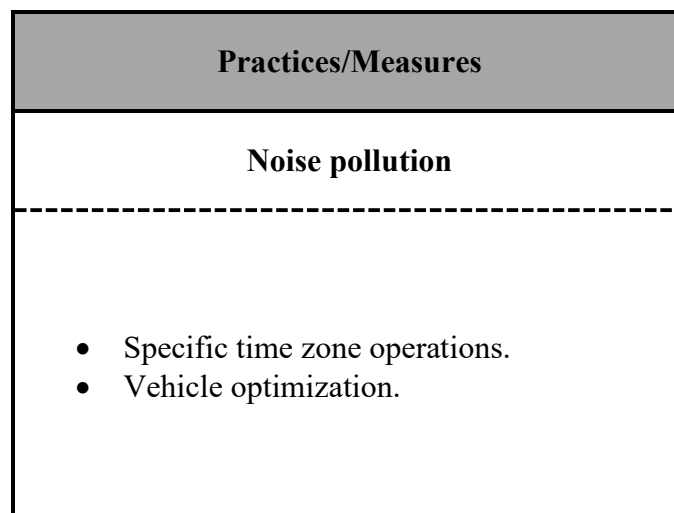 Practices/Measures
Noise pollution
• Specific time zone operations.
• Vehicle optimization.